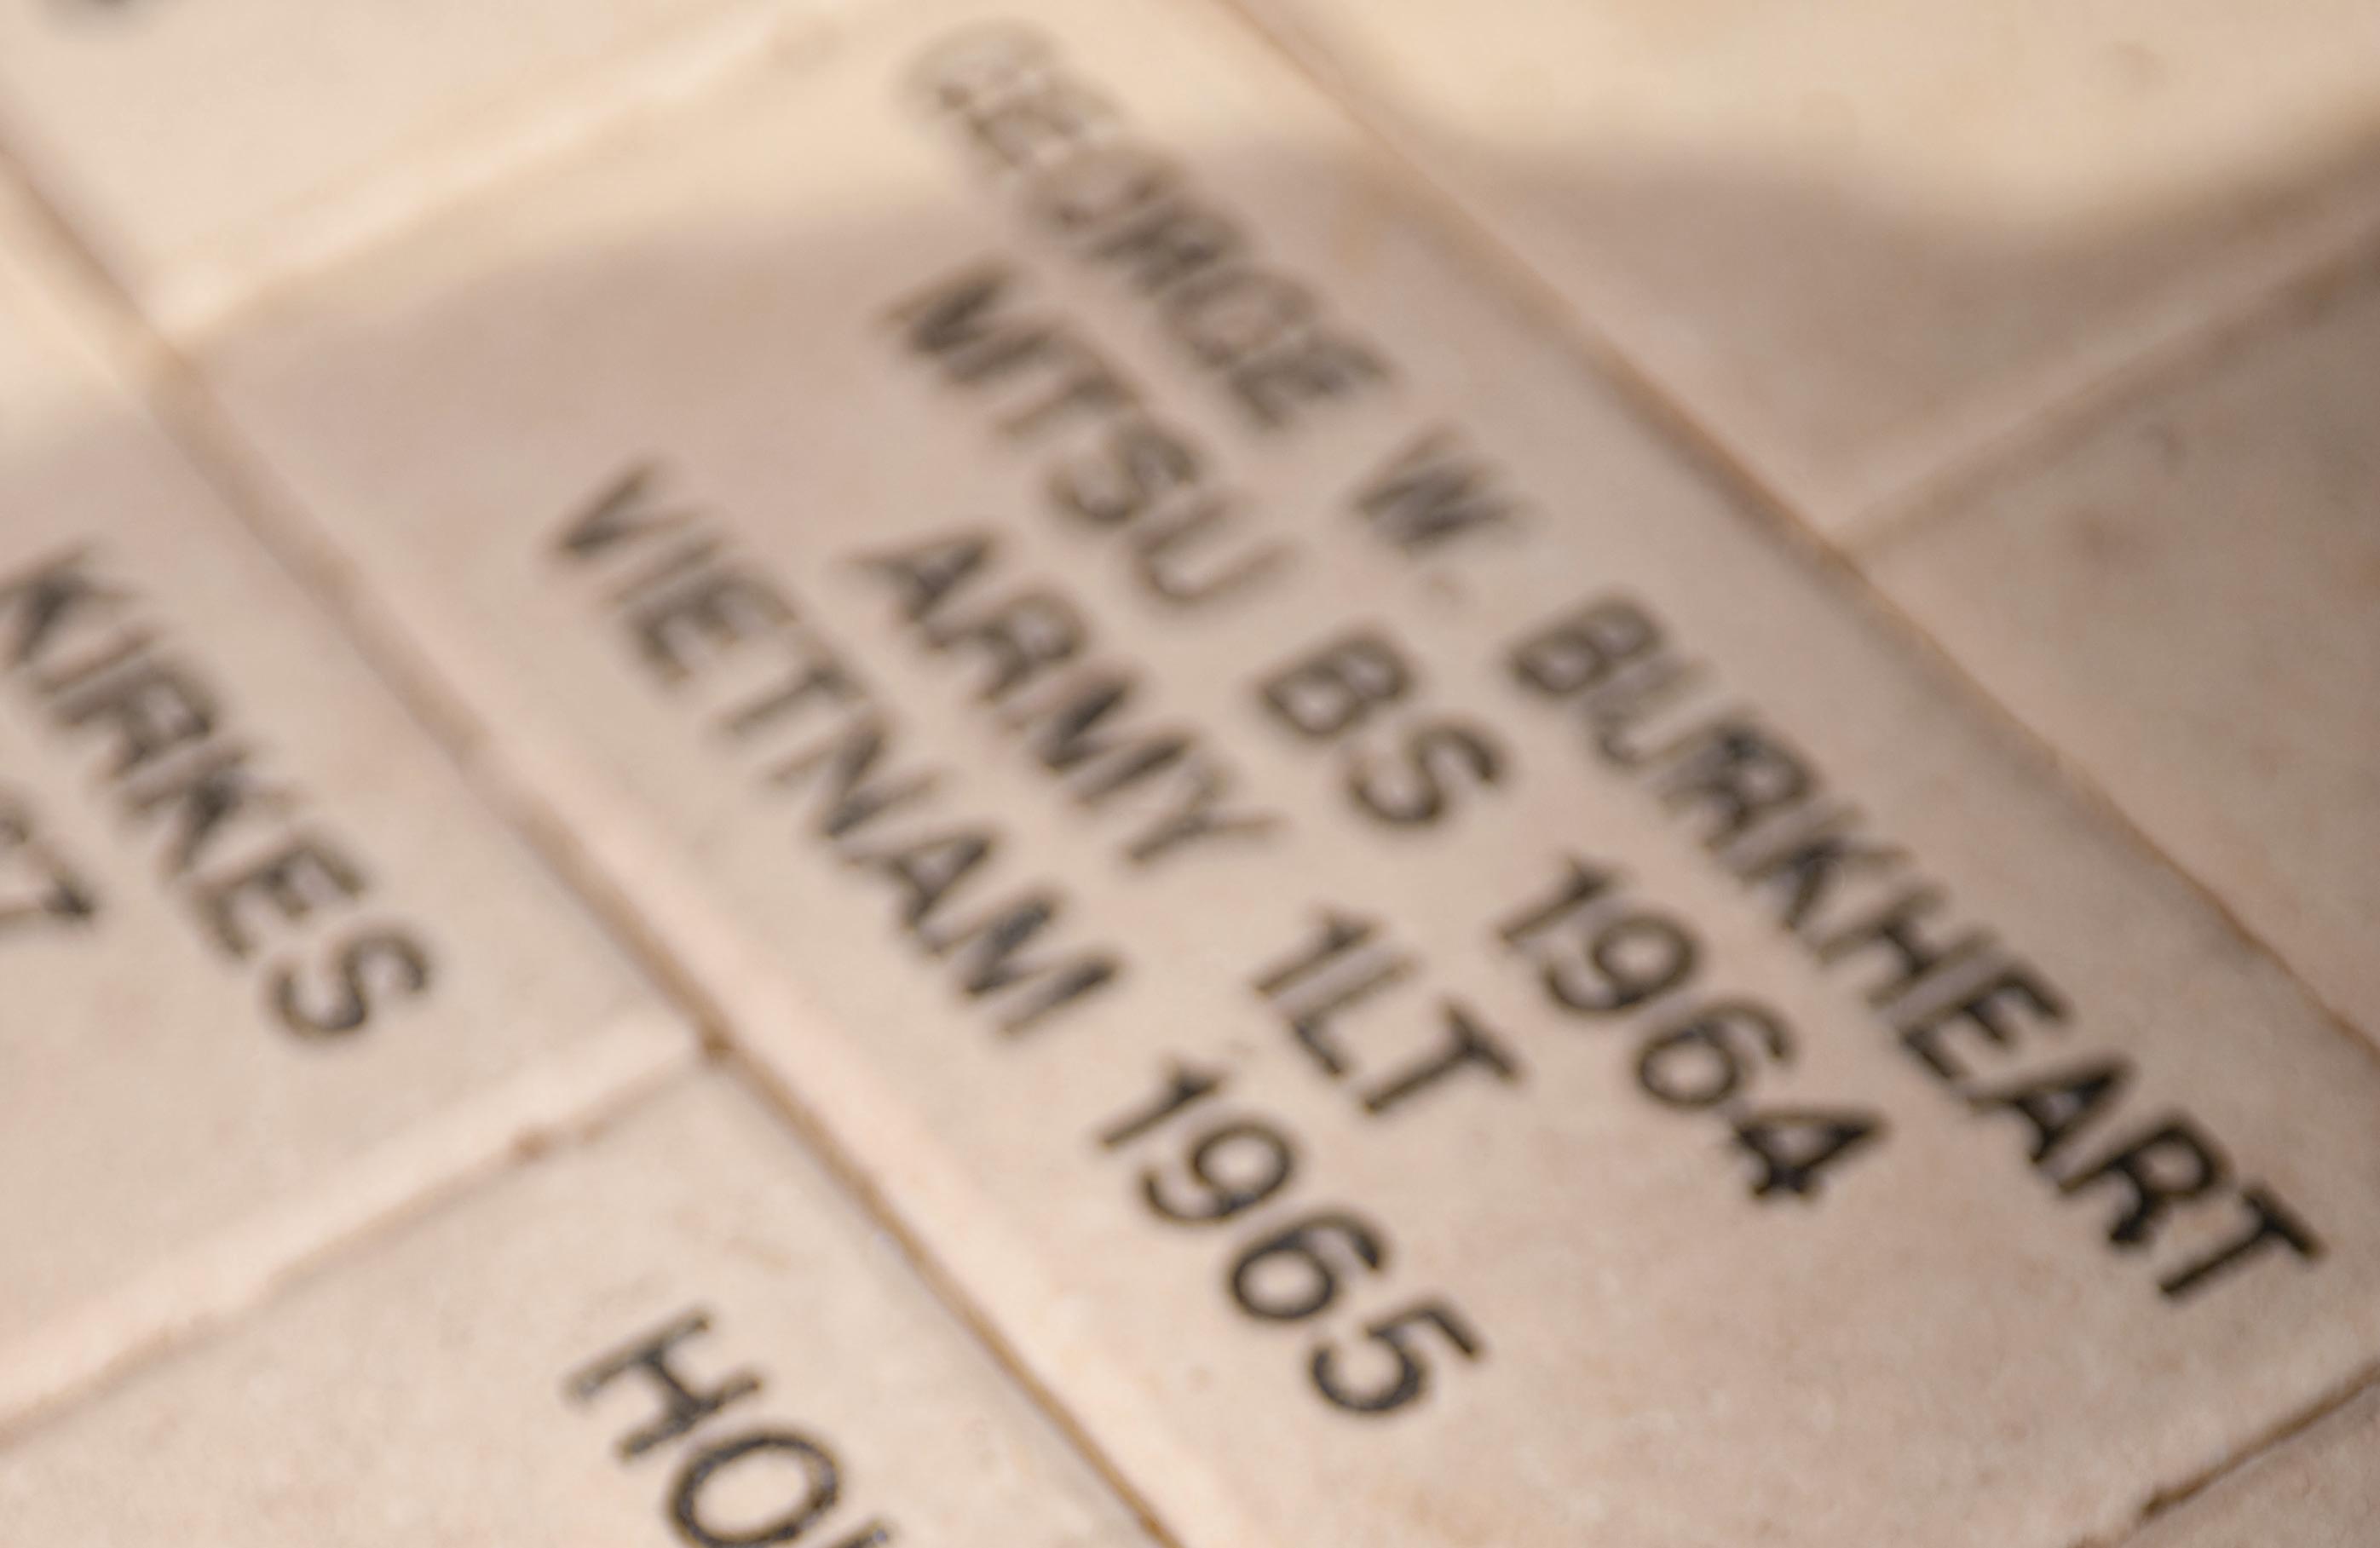 GEORGE W. BURKHEART
MTSU BS 1964
ARMY 1LT
VIETNAM 1965
KIRKES